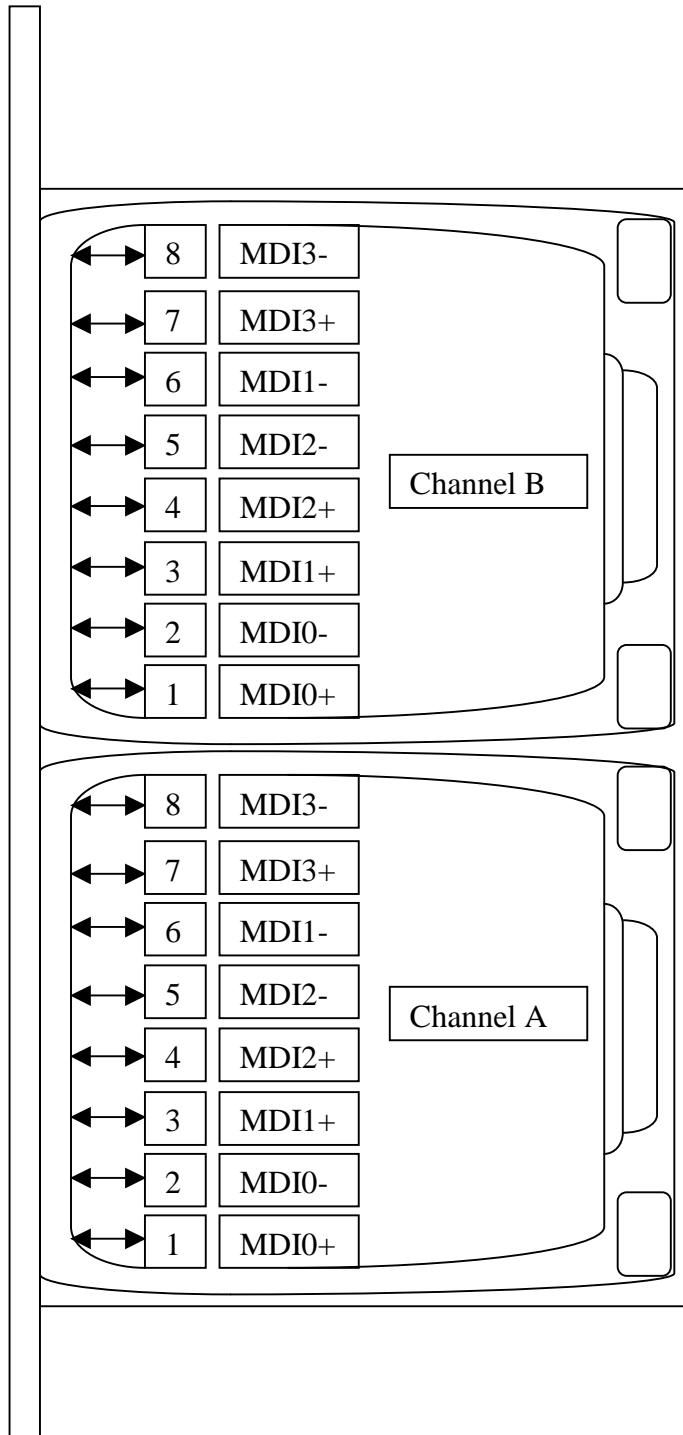 8 MDI3-
7 MDI3+
6 MDI1-
5 MDI2-
Channel B
4 MDI2+
3 MDI1+
2 MDI0-
1 MDI0+
8 MDI3-
7 MDI3+
6 MDI1-
5 MDI2-
Channel A
4 MDI2+
3 MDI1+
2 MDI0-
1 MDI0+